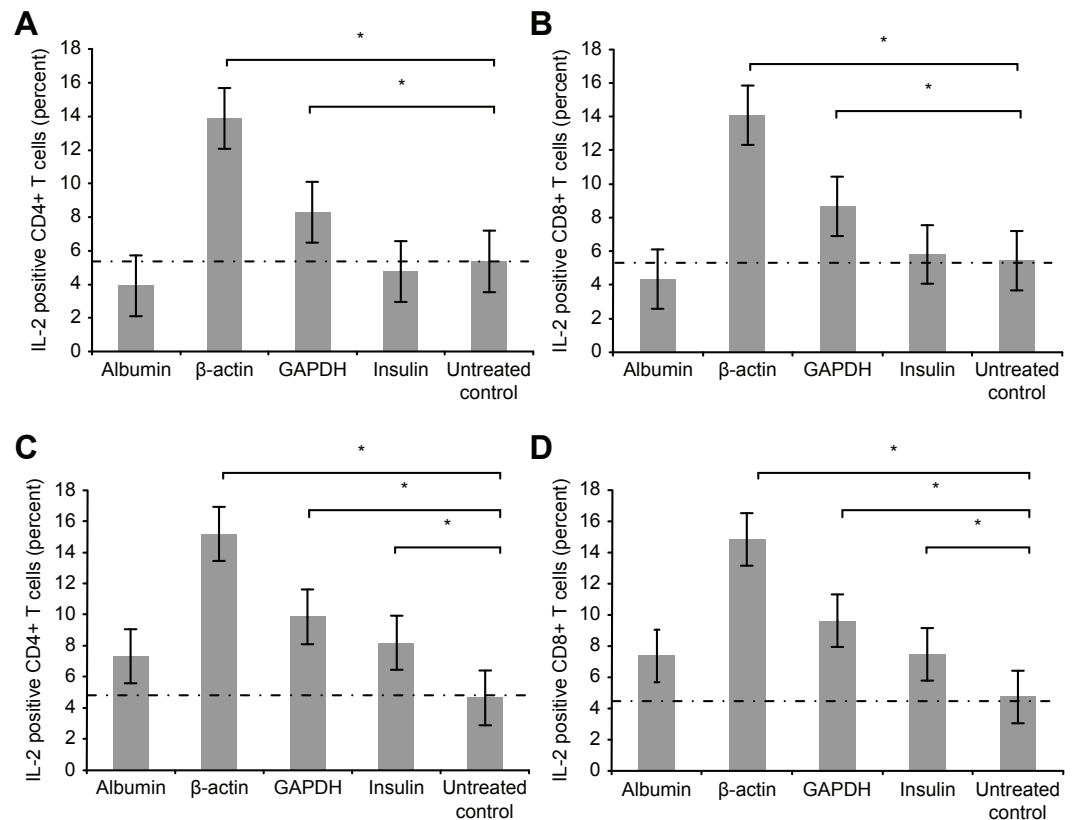 A
IL-2 positive CD4+ T cells (percent)
18
16
14
12
10
8
6
4
2
0
*
*
Albumin
β-actin
GAPDH
Insulin
Untreated
control
B
IL-2 positive CD8+ T cells (percent)
18
16
14
12
10
8
6
4
2
0
*
*
Albumin
β-actin
GAPDH
Insulin
Untreated
control
C
IL-2 positive CD4+ T cells (percent)
18
16
14
12
10
8
6
4
2
0
*
*
*
Albumin
β-actin
GAPDH
Insulin
Untreated
control
D
IL-2 positive CD8+ T cells (percent)
18
16
14
12
10
8
6
4
2
0
*
*
*
Albumin
β-actin
GAPDH
Insulin
Untreated
control